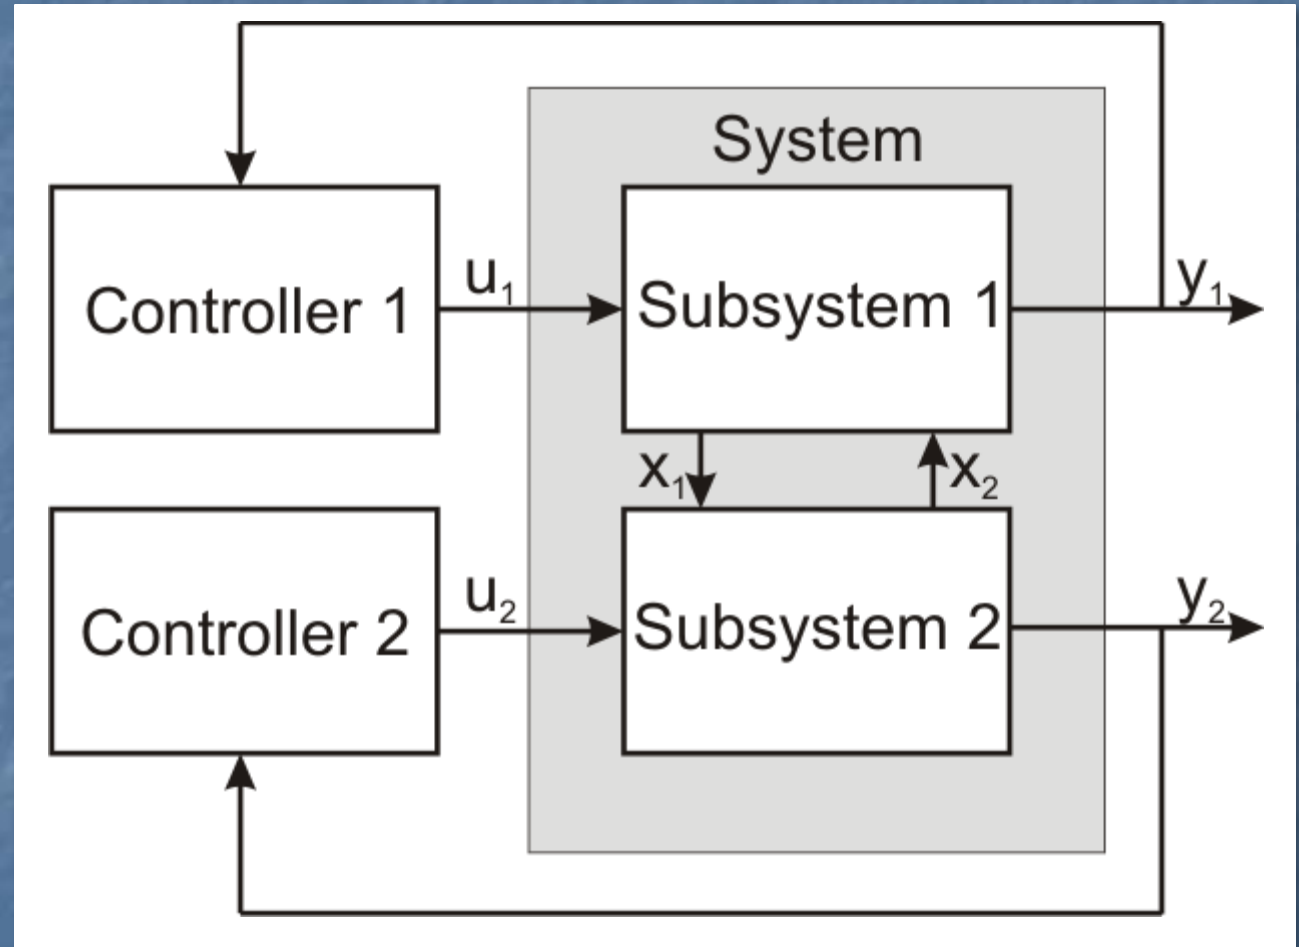 System
Controller 1
u₁
Subsystem 1
y₁
x₁
x₂
Controller 2
u₂
Subsystem 2
y₂